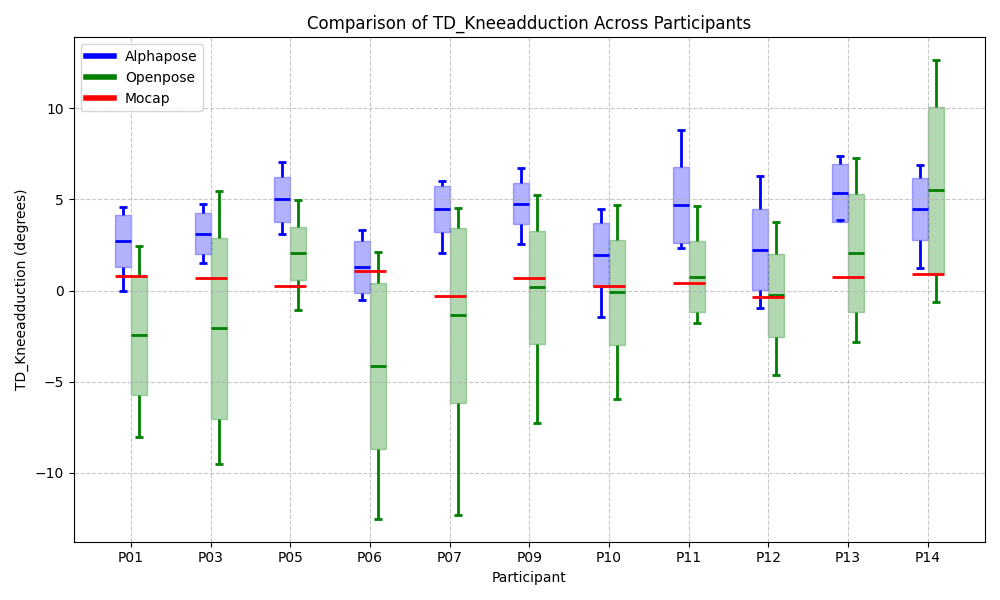 Comparison of TD_Kneeadduction Across Participants
Alphapose
Openpose
Mocap
TD_Kneeadduction (degrees)
10
5
0
−5
−10
P01 P03 P05 P06 P07 P09 P10 P11 P12 P13 P14
Participant